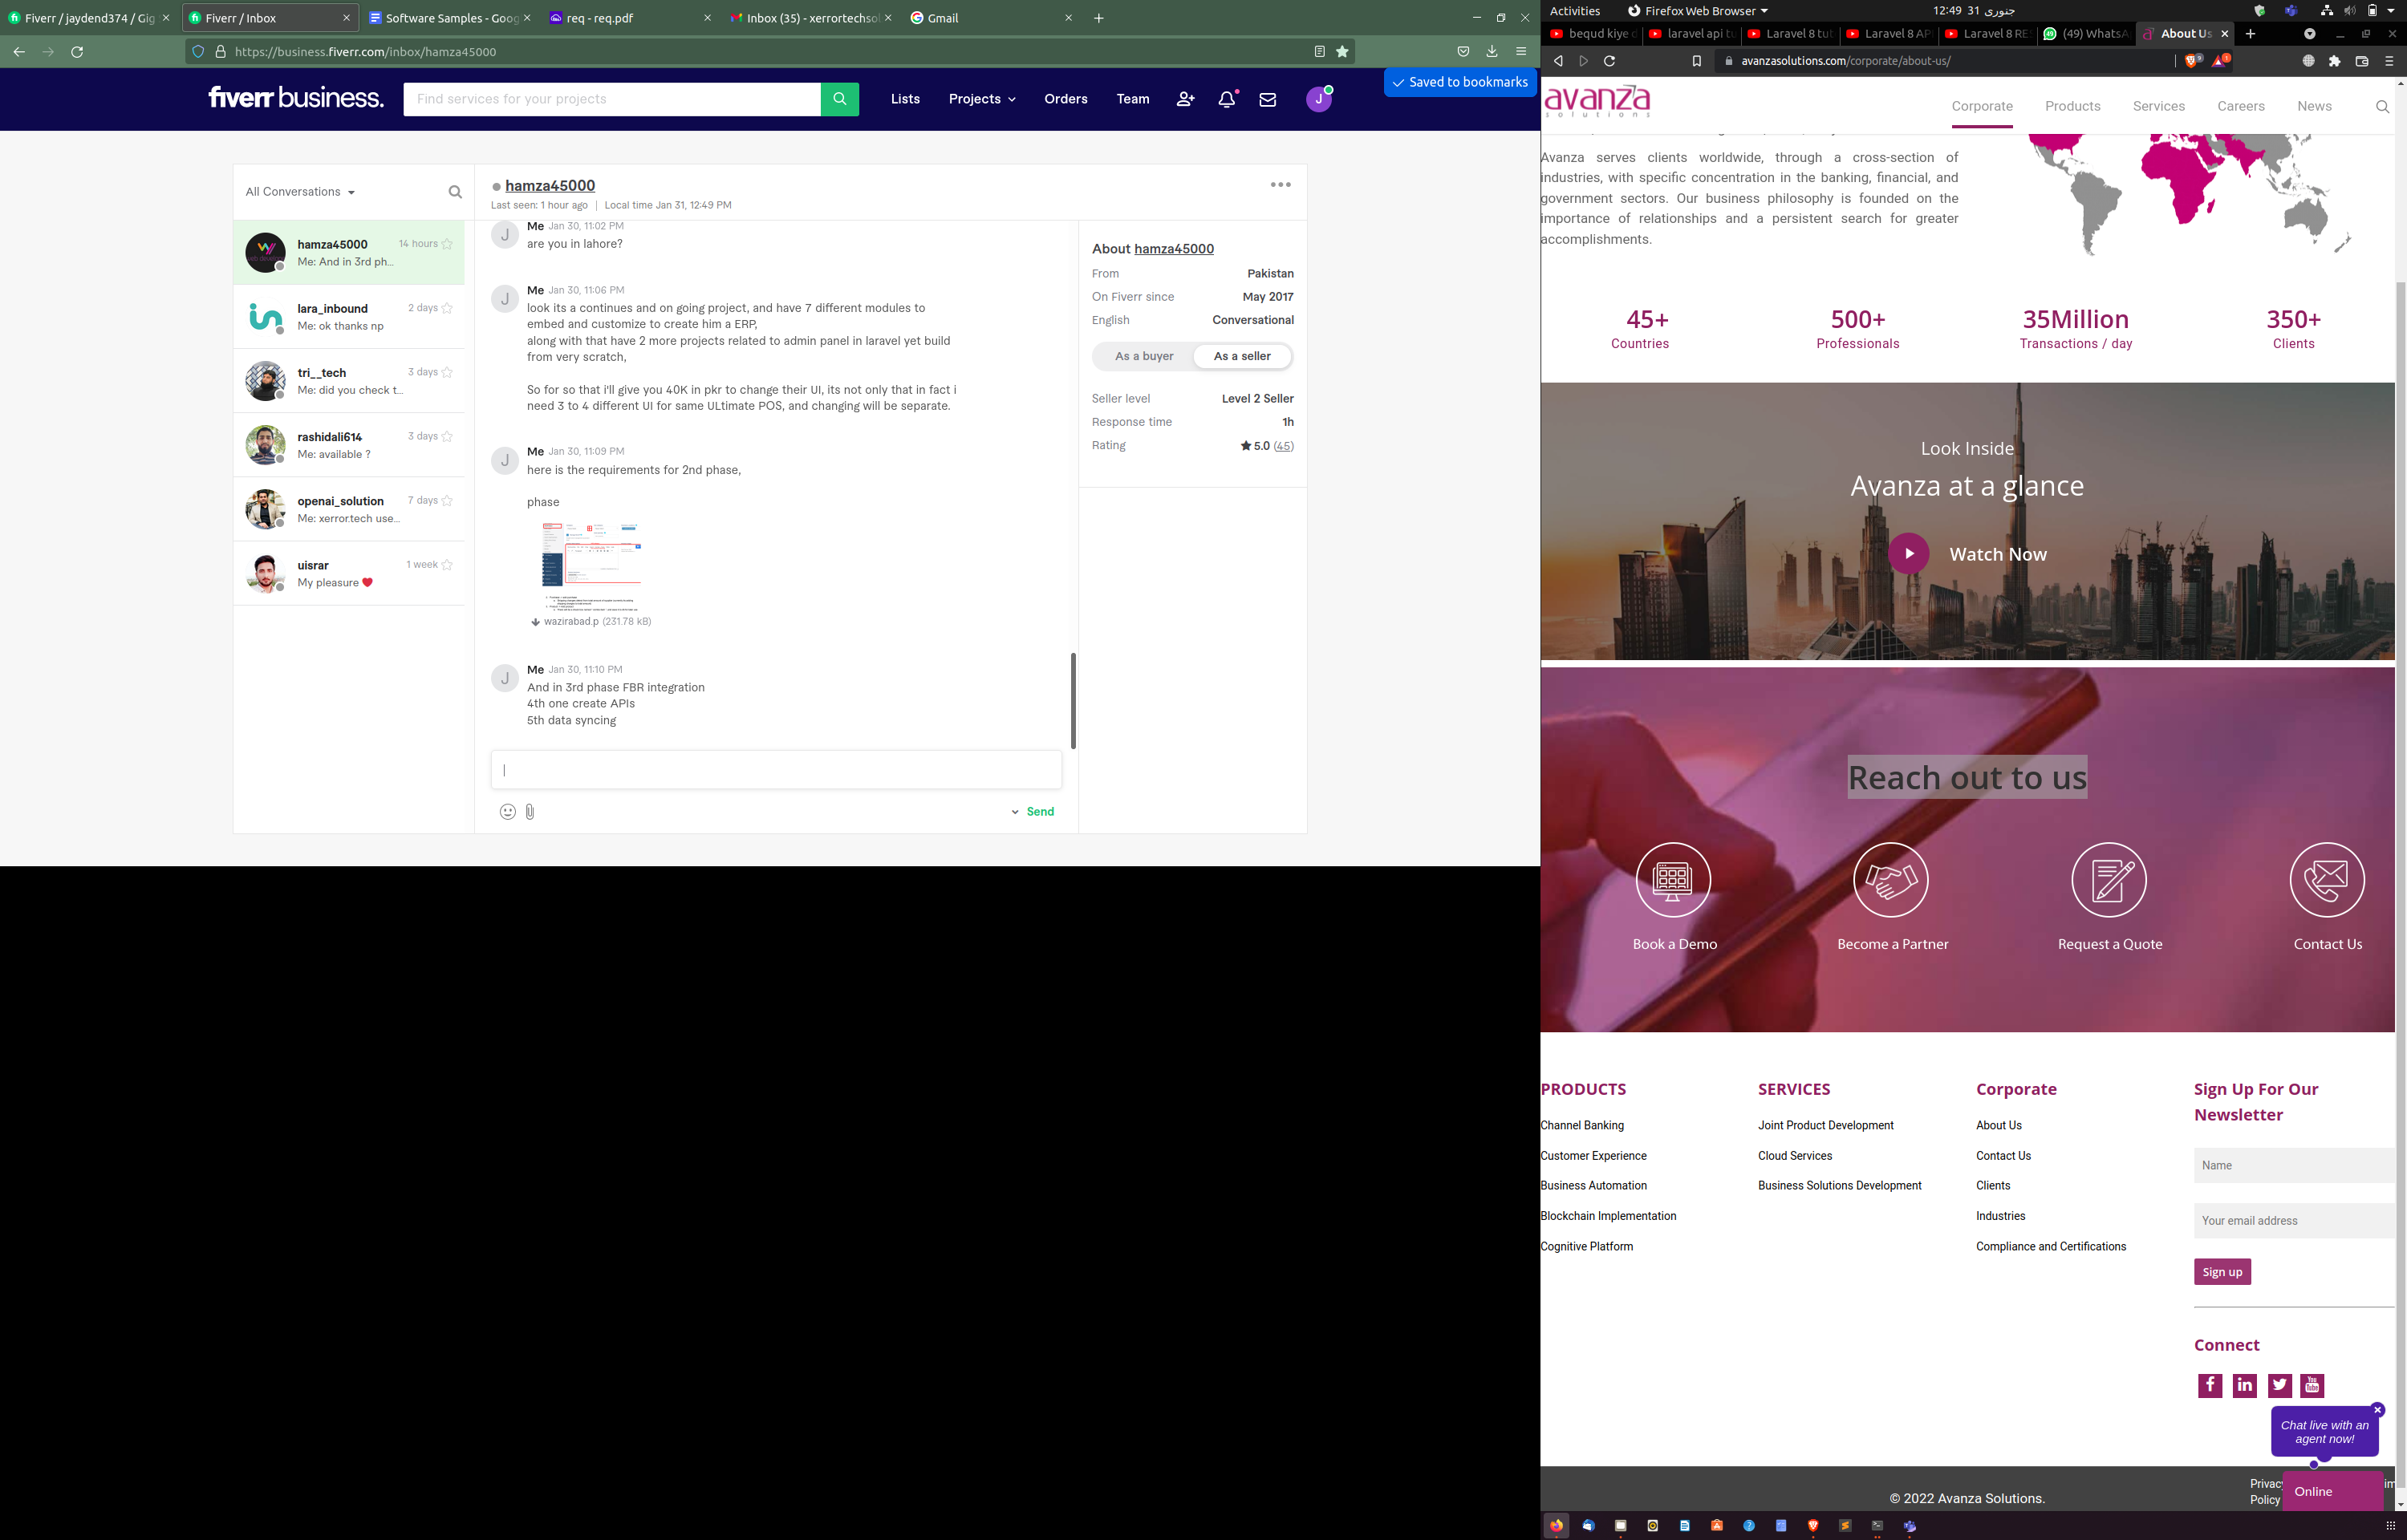 Fiverr / jaydend374 / Gig
Fiverr / Inbox
Software Samples - Goog
req - req.pdf
Inbox (35) - xerrortechsol
Gmail
https://business.fiverr.com/inbox/hamza45000
Saved to bookmarks
fiverr business.
Find services for your projects
Lists
Projects
Orders
Team
J
All Conversations
hamza45000
14 hours
Me: And in 3rd ph...
lara_inbound
2 days
Me: ok thanks np
tri__tech
3 days
Me: did you check t...
rashidali614
3 days
Me: available ?
openai_solution
7 days
Me: xerror.tech use...
uisrar
1 week
My pleasure ❤
hamza45000
Last seen: 1 hour ago | Local time Jan 31, 12:49 PM
J
Me Jan 30, 11:02 PM
are you in lahore?
J
Me Jan 30, 11:06 PM
look its a continues and on going project, and have 7 different modules to
embed and customize to create him a ERP,
along with that have 2 more projects related to admin panel in laravel yet build
from very scratch,
So for so that i'll give you 40K in pkr to change their UI, its not only that in fact i
need 3 to 4 different UI for same ULtimate POS, and changing will be separate.
J
Me Jan 30, 11:09 PM
here is the requirements for 2nd phase,
phase
wazirabad.p (231.78 kB)
J
Me Jan 30, 11:10 PM
And in 3rd phase FBR integration
4th one create APIs
5th data syncing
Send
About hamza45000
From Pakistan
On Fiverr since May 2017
English Conversational
As a buyer As a seller
Seller level Level 2 Seller
Response time 1h
Rating 5.0 (45)
Activities
Firefox Web Browser
12:49 31 جنوری
bequd kiye d
laravel api tu
Laravel 8 tut
Laravel 8 AP
Laravel 8 RE
(49) WhatsA
About Us
avanzasolutions.com/corporate/about-us/
avanza
solutions
Corporate
Products
Services
Careers
News
Avanza serves clients worldwide, through a cross-section of
industries, with specific concentration in the banking, financial, and
government sectors. Our business philosophy is founded on the
importance of relationships and a persistent search for greater
accomplishments.
45+
Countries
500+
Professionals
35Million
Transactions / day
350+
Clients
Look Inside
Avanza at a glance
Watch Now
Reach out to us
Book a Demo
Become a Partner
Request a Quote
Contact Us
PRODUCTS
Channel Banking
Customer Experience
Business Automation
Blockchain Implementation
Cognitive Platform
SERVICES
Joint Product Development
Cloud Services
Business Solutions Development
Corporate
About Us
Contact Us
Clients
Industries
Compliance and Certifications
Sign Up For Our
Newsletter
Name
Your email address
Sign up
Connect
Chat live with an
agent now!
© 2022 Avanza Solutions.
Privac
Policy
Online